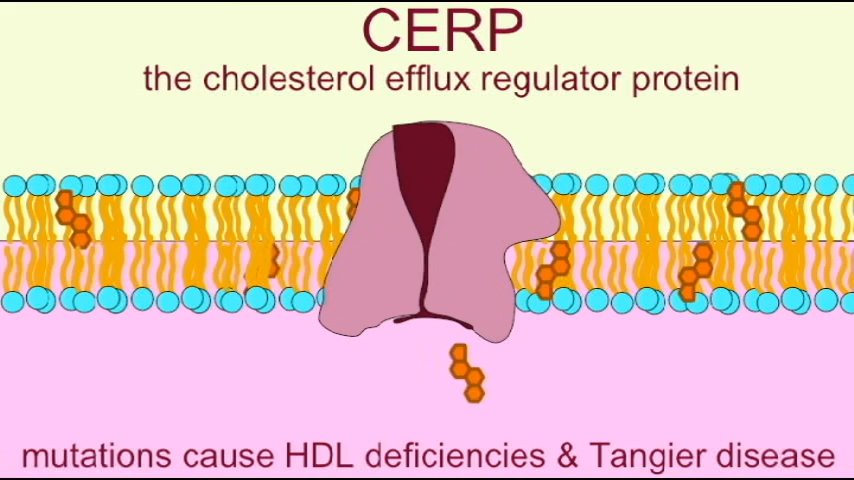 CERP
the cholesterol efflux regulator protein
mutations cause HDL deficiencies & Tangier disease